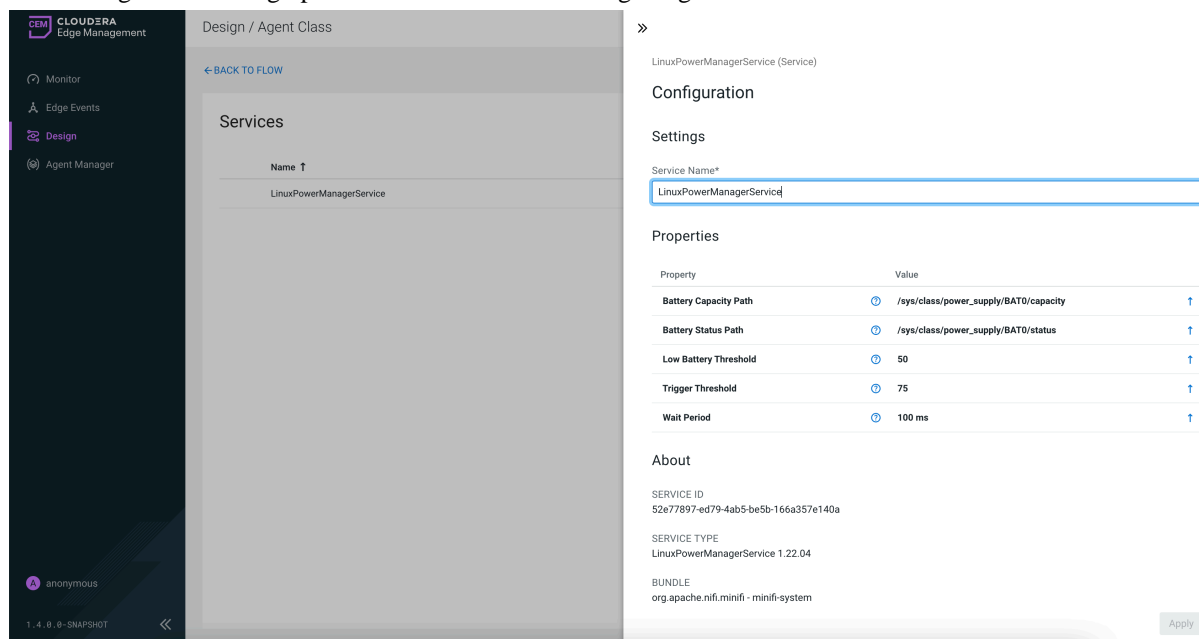 CEM CLOUDERA
Edge Management
Monitor
Edge Events
Design
Agent Manager
A anonymous
1.4.0.0-SNAPSHOT
Design / Agent Class
BACK TO FLOW
Services
Name
LinuxPowerManagerService
LinuxPowerManagerService (Service)
Configuration
Settings
Service Name*
LinuxPowerManagerService
Properties
Property Value
Battery Capacity Path /sys/class/power_supply/BAT0/capacity
Battery Status Path /sys/class/power_supply/BAT0/status
Low Battery Threshold 50
Trigger Threshold 75
Wait Period 100 ms
About
SERVICE ID
52e77897-ed79-4ab5-be5b-166a357e140a
SERVICE TYPE
LinuxPowerManagerService 1.22.04
BUNDLE
org.apache.nifi.minifi - minifi-system
Apply